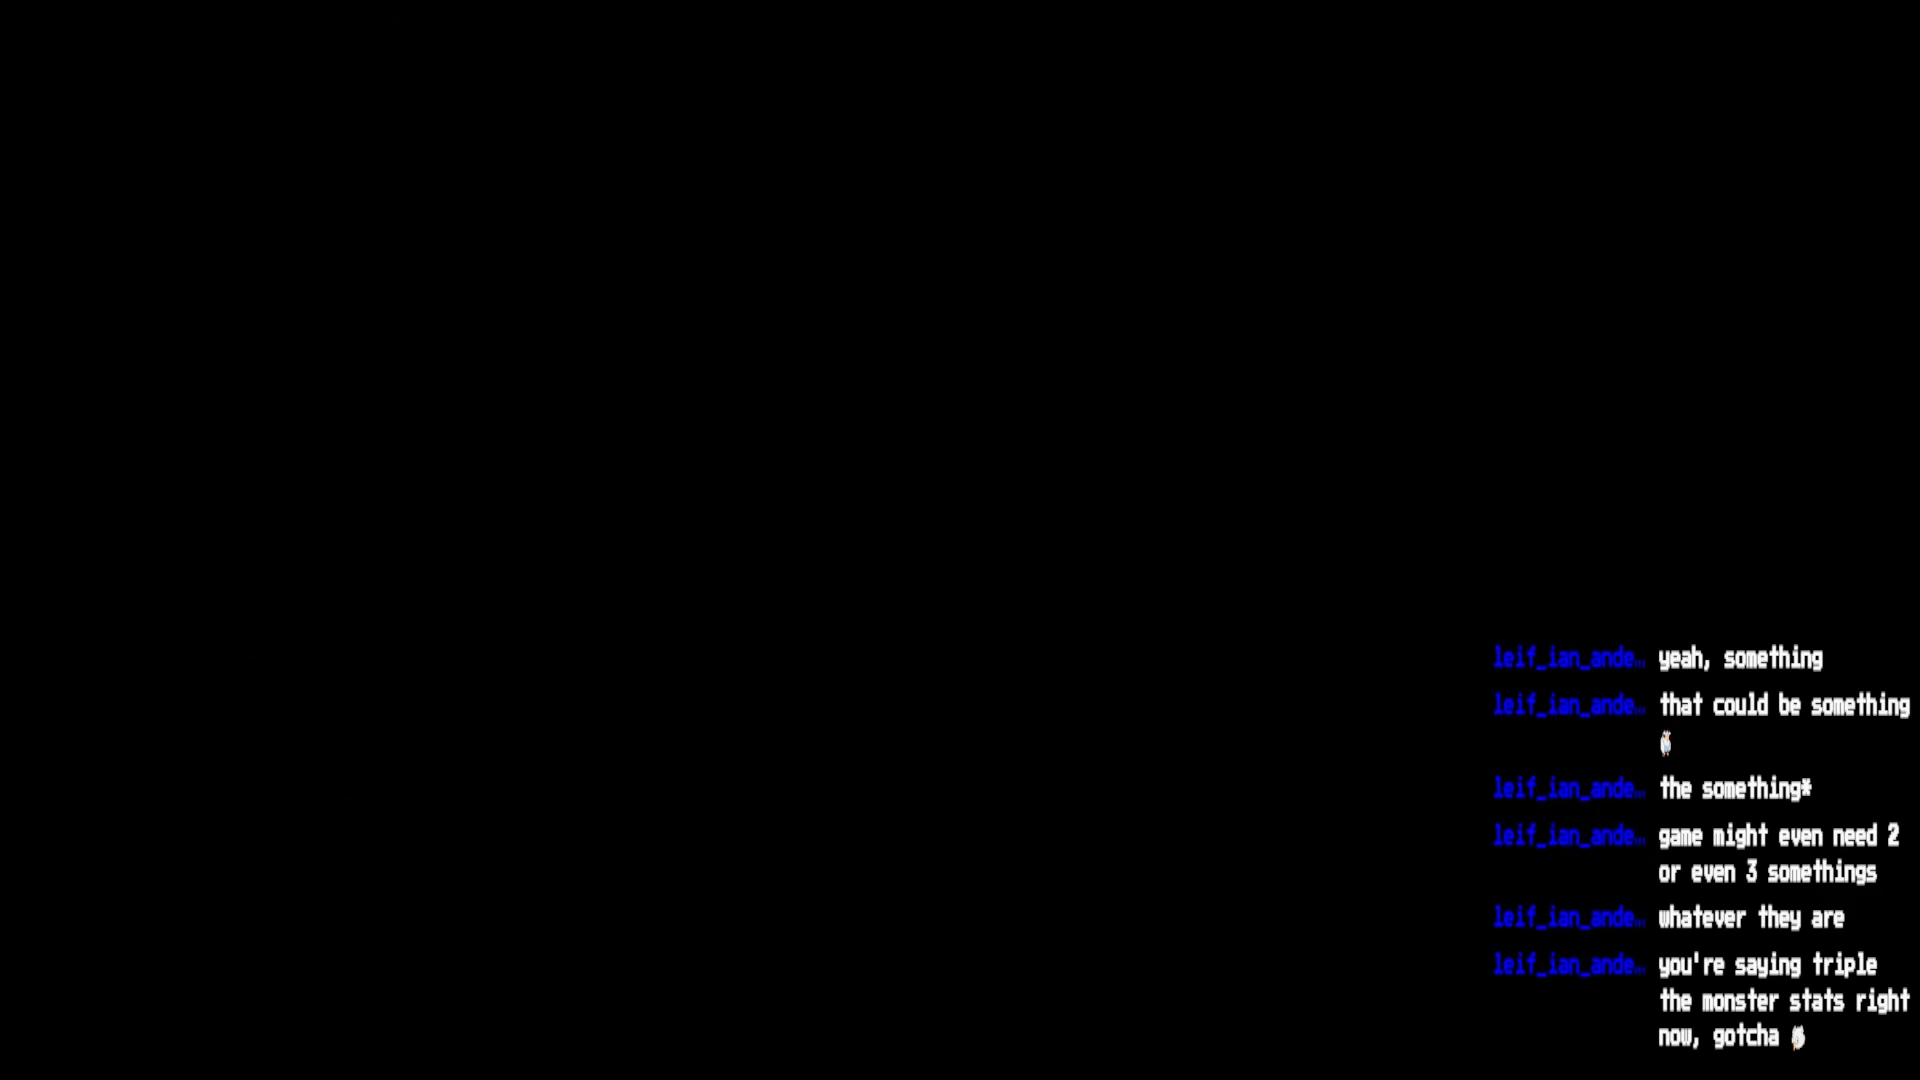 leif_ian_ande… yeah, something
leif_ian_ande… that could be something
leif_ian_ande… the something*
leif_ian_ande… game might even need 2
or even 3 somethings
leif_ian_ande… whatever they are
leif_ian_ande… you're saying triple
the monster stats right
now, gotcha